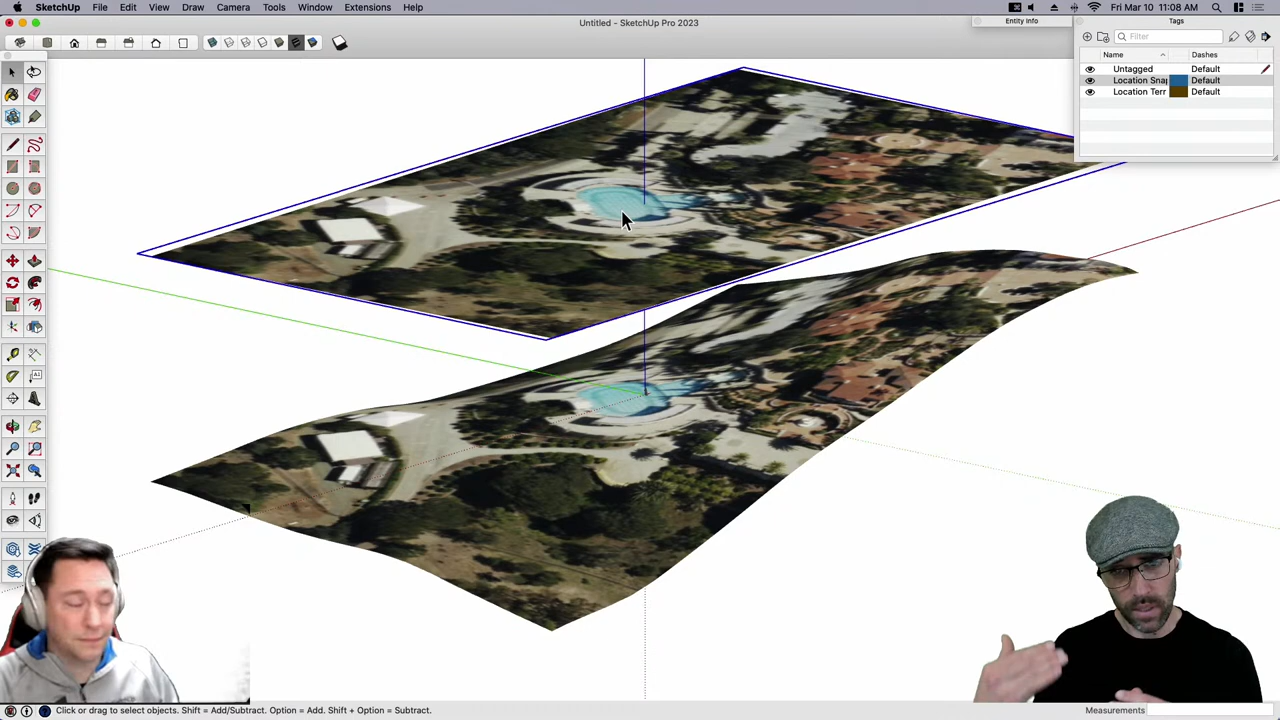 SketchUp File Edit View Draw Camera Tools Window Extensions Help Fri Mar 10 11:08 AM
Untitled - SketchUp Pro 2023
Entity Info
Tags
Filter
Name Dashes
Untagged Default
Location Snap Default
Location Terr Default
A1
Click or drag to select objects. Shift = Add/Subtract. Option = Add. Shift + Option = Subtract. Measurements